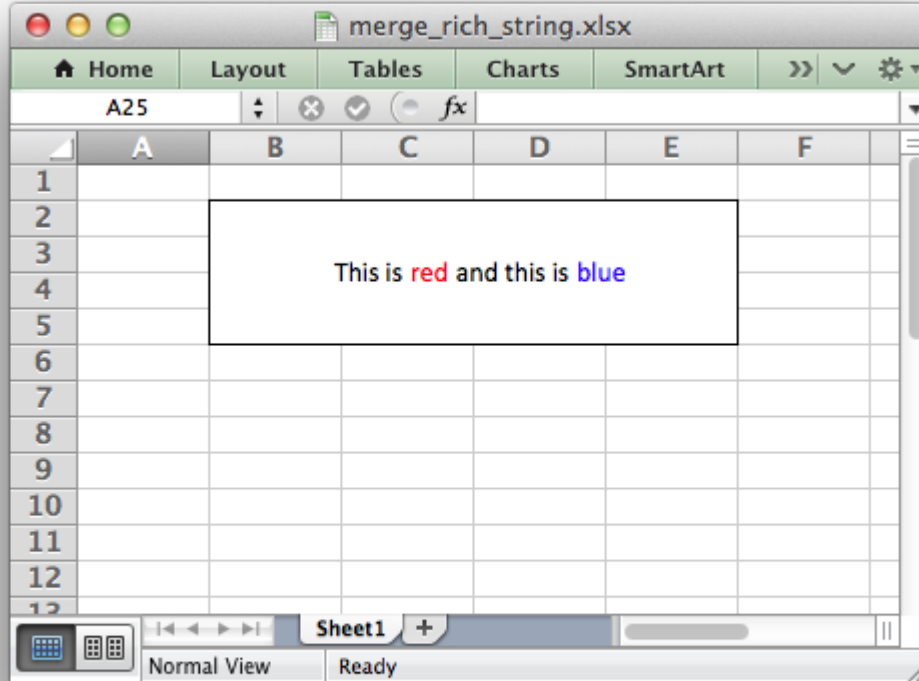 merge_rich_string.xlsx
Home Layout Tables Charts SmartArt
A25 fx
A B C D E F
1
2
3
This is red and this is blue
4
5
6
7
8
9
10
11
12
13
Sheet1
Normal View Ready